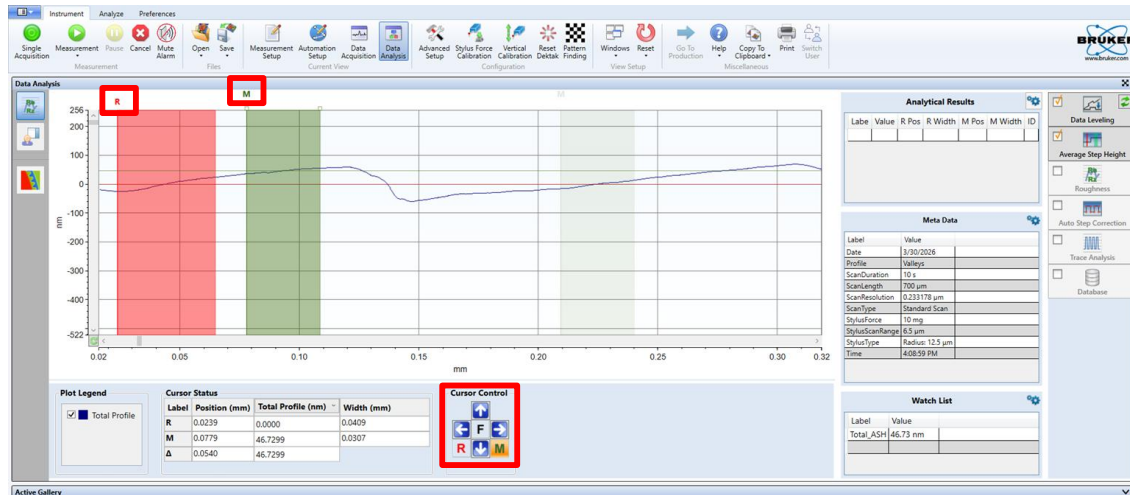 Instrument Analyze Preferences
Single Acquisition
Measurement
Pause
Cancel
Mute Alarm
Measurement
Open
Save
Files
Measurement Setup
Automation Setup
Data Acquisition
Data Analysis
Current View
Advanced Setup
Stylus Force Calibration
Vertical Calibration
Reset Dektak
Pattern Finding
Configuration
Windows
Reset
View Setup
Go To Production
Help
Copy To Clipboard
Print
Switch User
Miscellaneous
BRUKER
www.bruker.com
Data Analysis
R
M
M
256
200
100
0
-100
-200
-300
-400
-522
nm
0.02 0.05 0.10 0.15 0.20 0.25 0.30 0.32
mm
Analytical Results
Labe Value R Pos R Width M Pos M Width ID
Meta Data
Label Value
Date 3/30/2026
Profile Valleys
ScanDuration 10 s
ScanLength 700 μm
ScanResolution 0.233178 μm
ScanType Standard Scan
StylusForce 10 mg
StylusScanRange 6.5 μm
StylusType Radius: 12.5 μm
Time 4:08:59 PM
Watch List
Label Value
Total_ASH 46.73 nm
Data Leveling
Average Step Height
Roughness
Auto Step Correction
Trace Analysis
Database
Plot Legend
Total Profile
Cursor Status
Label Position (mm) Total Profile (nm) Width (mm)
R 0.0239 0.0000 0.0409
M 0.0779 46.7299 0.0307
Δ 0.0540 46.7299
Cursor Control
F
R M
Active Gallery